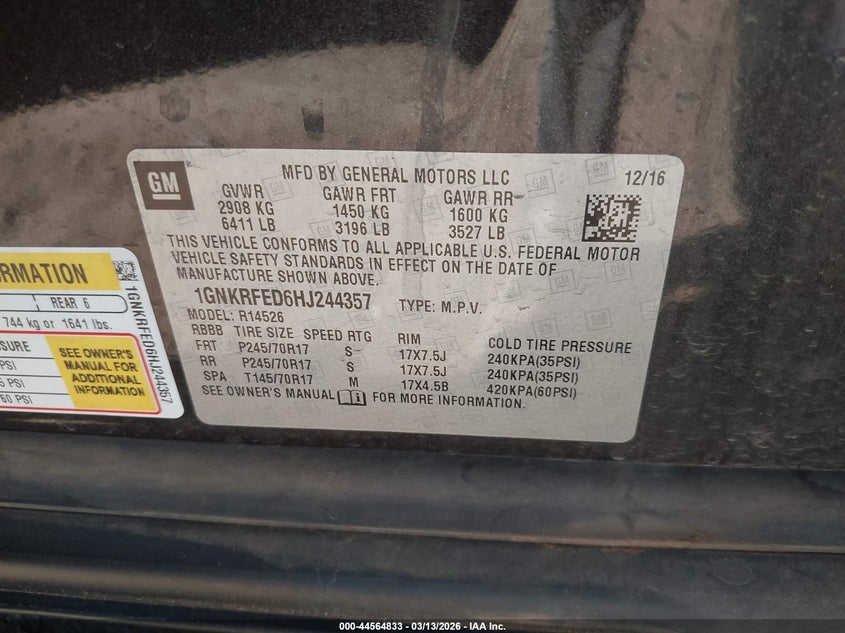 GM
MFD BY GENERAL MOTORS LLC
12/16
GVWR GAWR FRT GAWR RR
2908 KG 1450 KG 1600 KG
6411 LB 3196 LB 3527 LB
THIS VEHICLE CONFORMS TO ALL APPLICABLE U.S. FEDERAL MOTOR
VEHICLE SAFETY STANDARDS IN EFFECT ON THE DATE OF
MANUFACTURE SHOWN ABOVE.
1GNKRFED6HJ244357 TYPE: M.P.V.
MODEL: R14526
RBBB TIRE SIZE SPEED RTG RIM COLD TIRE PRESSURE
FRT P245/70R17 S 17X7.5J 240KPA(35PSI)
RR P245/70R17 S 17X7.5J 240KPA(35PSI)
SPA T145/70R17 M 17X4.5B 420KPA(60PSI)
SEE OWNER'S MANUAL FOR MORE INFORMATION.
REAR 6
744 kg or 1641 lbs.
SEE OWNER'S
MANUAL FOR
ADDITIONAL
INFORMATION
60 PSI
1GNKRFED6HJ244357
000-44564833 - 03/13/2026 - IAA Inc.